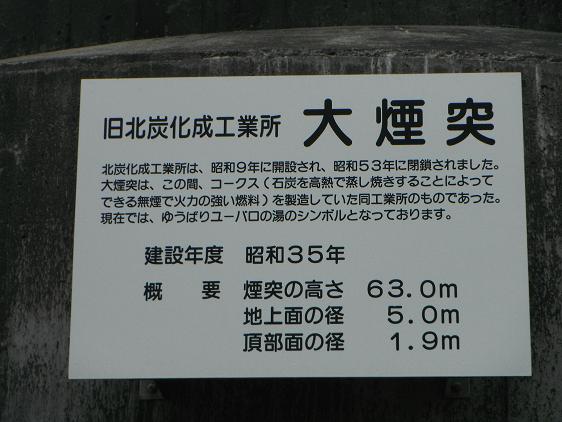 旧北炭化成工業所 大煙突
北炭化成工業所は、昭和9年に開設され、昭和53年に閉鎖されました。
大煙突は、この間、コークス(石炭を高熱で蒸し焼きすることによって
できる無煙で火力の強い燃料)を製造していた同工業所のものであった。
現在では、ゆうばりユーパロの湯のシンボルとなっております。
建設年度 昭和35年
概 要 煙突の高さ 63.0m
地上面の径 5.0m
頂部面の径 1.9m